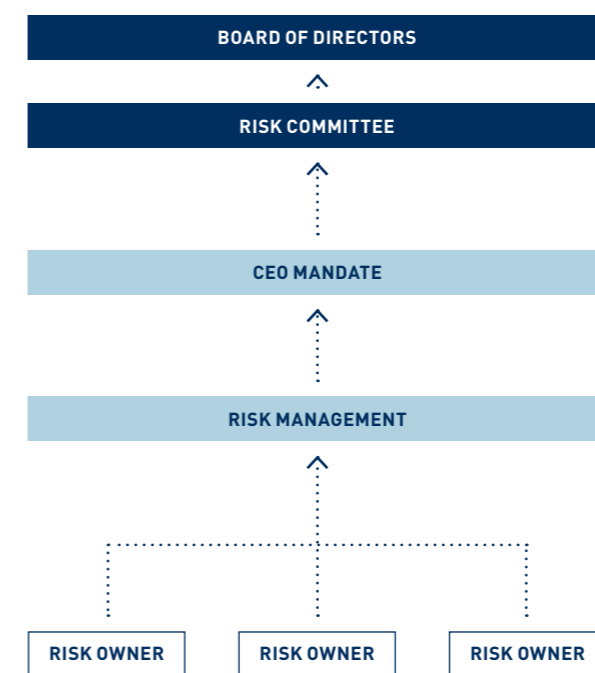 BOARD OF DIRECTORS
RISK COMMITTEE
CEO MANDATE
RISK MANAGEMENT
RISK OWNER
RISK OWNER
RISK OWNER